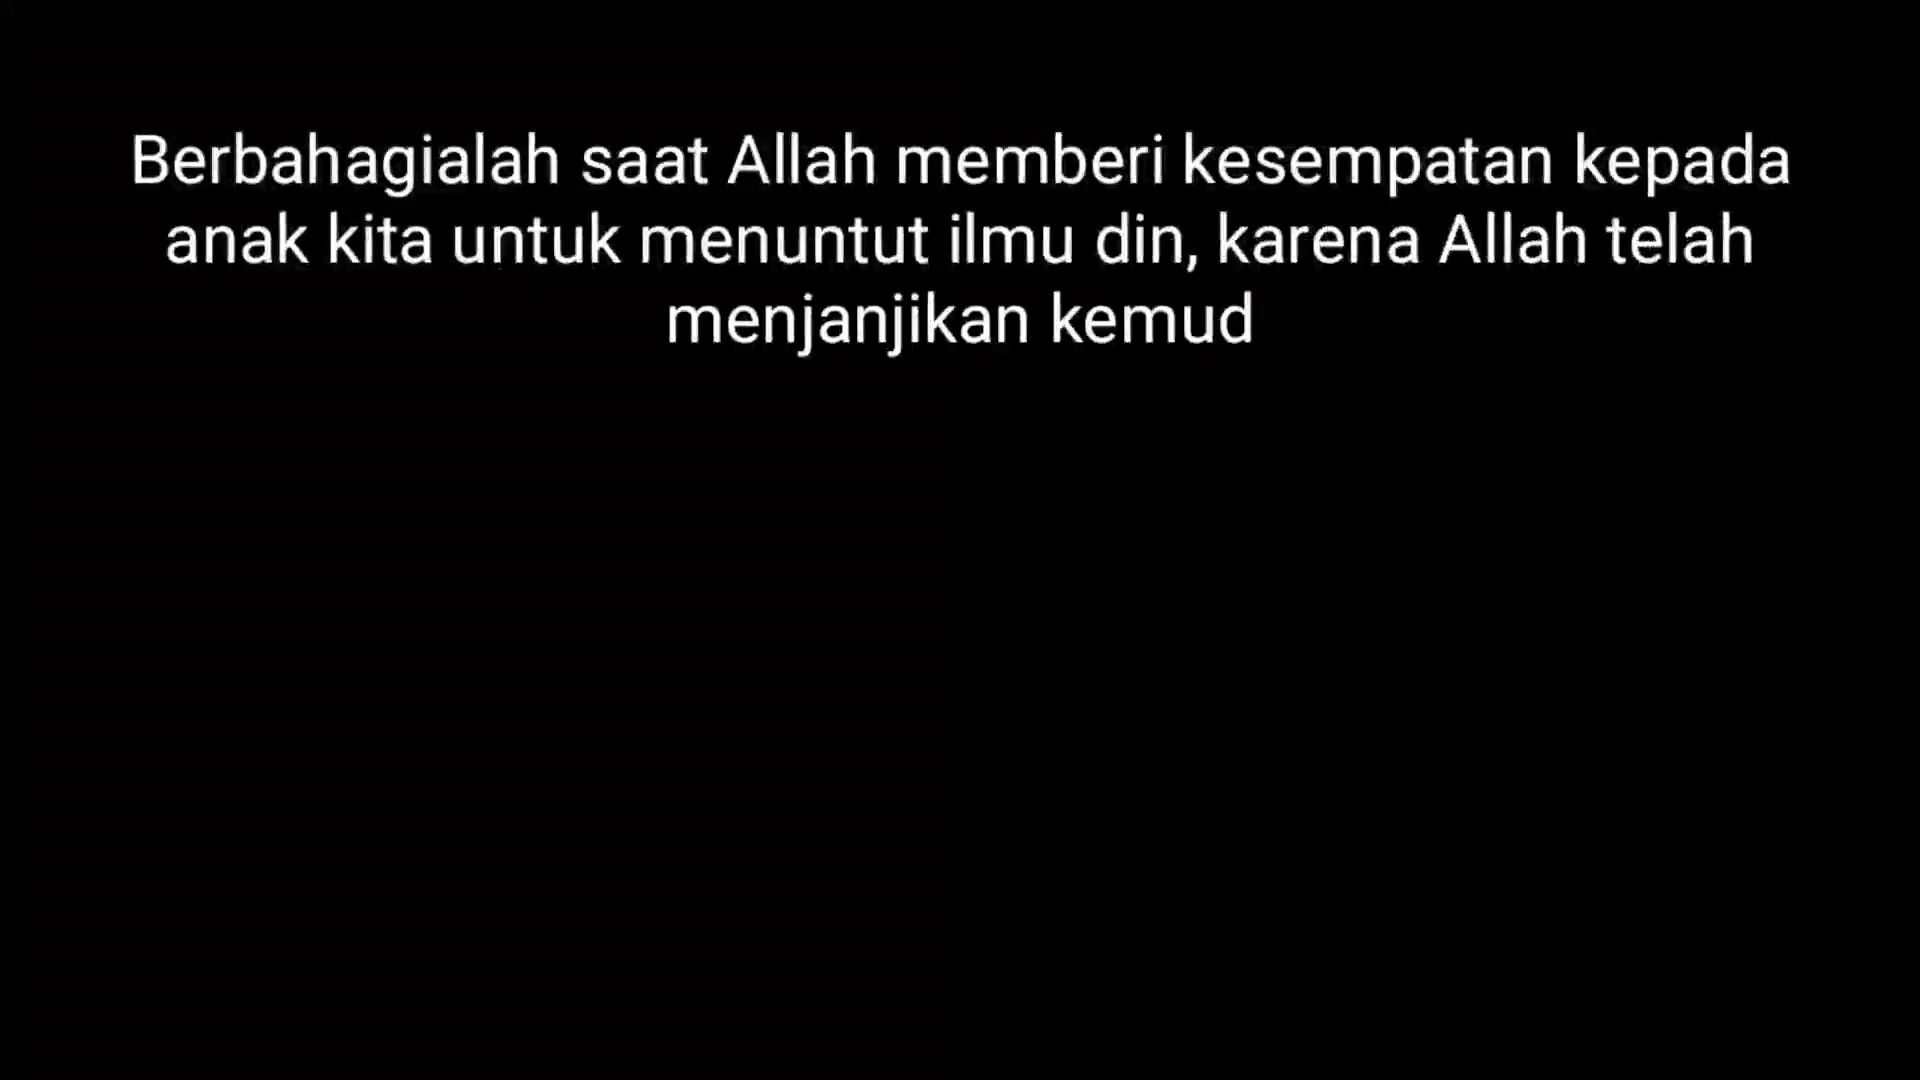 Berbahagialah saat Allah memberi kesempatan kepada
anak kita untuk menuntut ilmu din, karena Allah telah
menjanjikan kemud